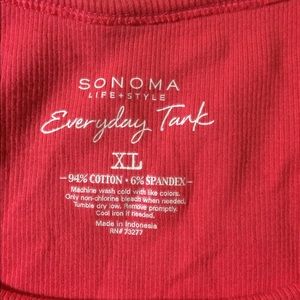 SONOMA
LIFE+STYLE
Everyday Tank
XL
94% COTTON • 6% SPANDEX
Machine wash cold with like colors.
Only non-chlorine bleach when needed.
Tumble dry low. Remove promptly.
Cool iron if needed.
Made in Indonesia
RN# 73277